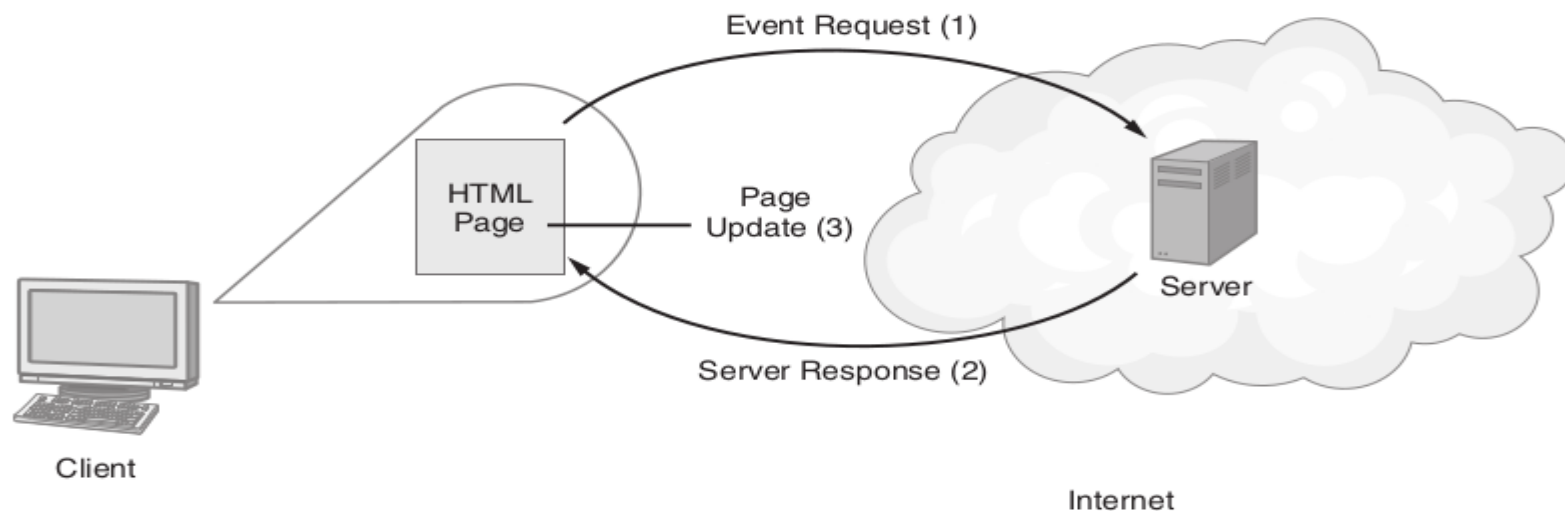 Event Request (1)
HTML
Page
Page
Update (3)
Server
Server Response (2)
Client
Internet